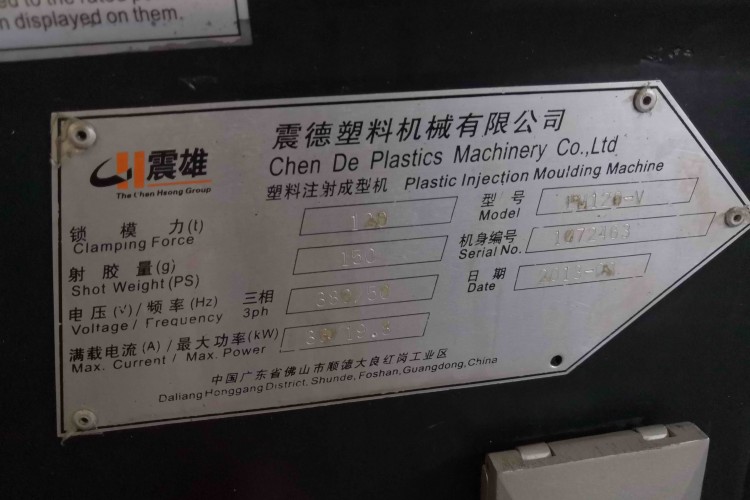 n displayed on them.
震德塑料机械有限公司
Chen De Plastics Machinery Co.,Ltd
震雄
The Chen Hsong Group
塑料注射成型机 Plastic Injection Moulding Machine
锁模力(t)
Clamping Force
型号
Model
射胶量(g)
Shot Weight(PS)
150
机身编号
Serial No.
电压(V)/频率(Hz) 三相
Voltage / Frequency 3ph
380/50
日期
Date
满载电流(A)/最大功率(kW)
Max. Current / Max. Power
中国广东省佛山市顺德大良红岗工业区
Daliang Honggang District, Shunde, Foshan, Guangdong, China